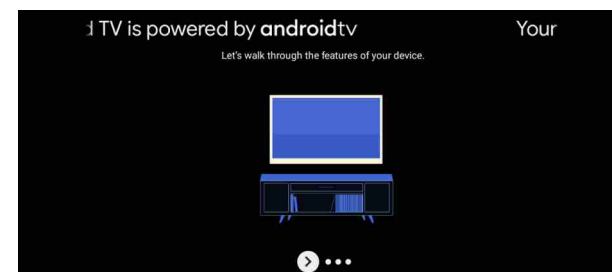 d TV is powered by androidtv Your
Let's walk through the features of your device.